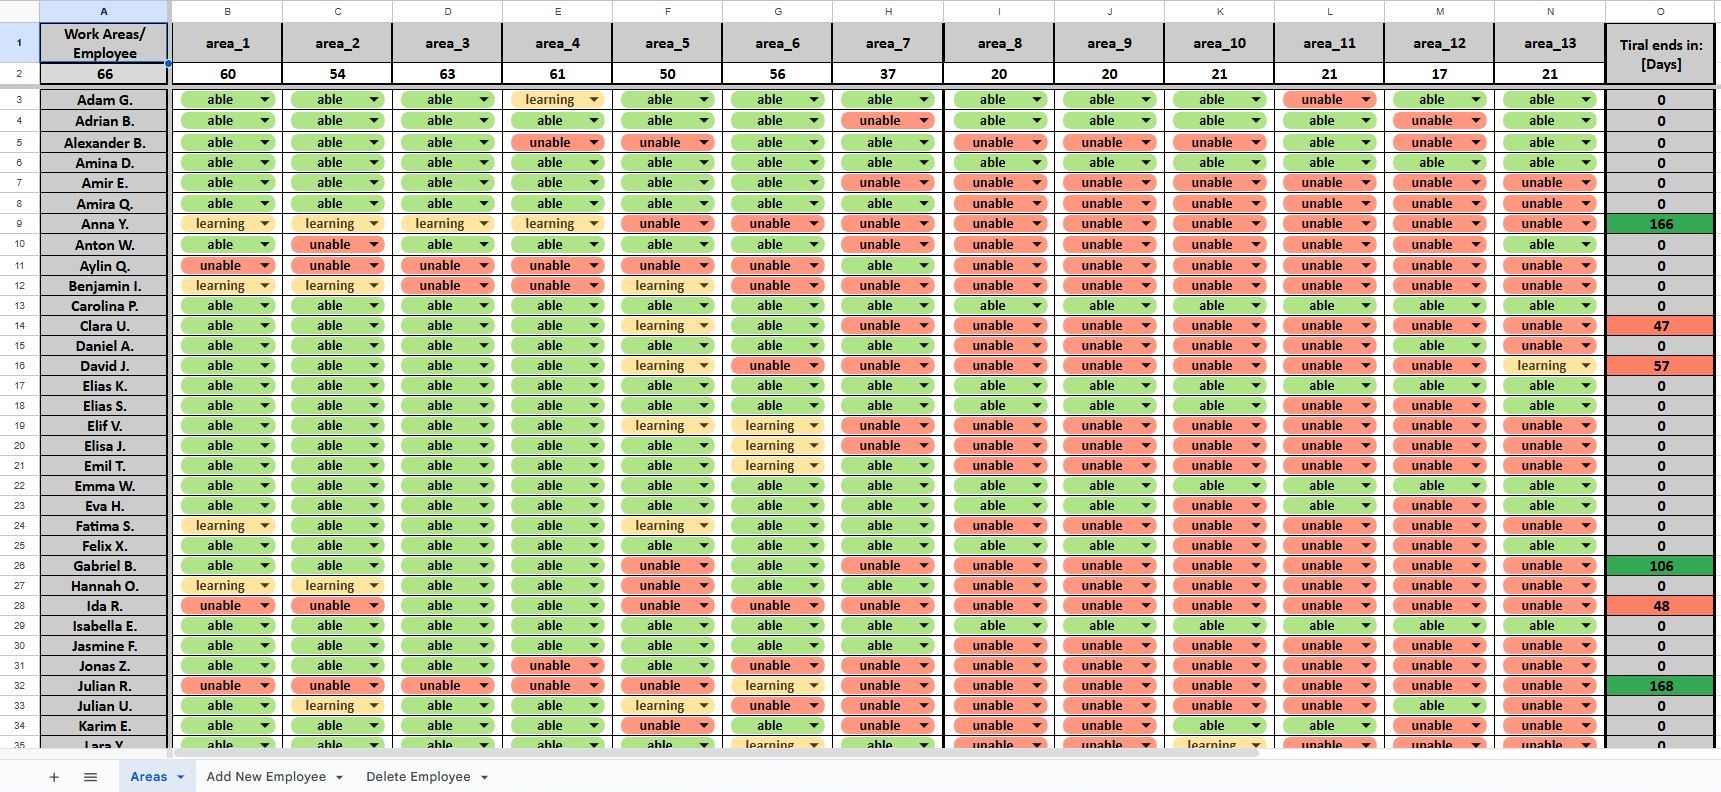 A B C D E F G H I J K L M N O
1 Work Areas/ Employee area_1 area_2 area_3 area_4 area_5 area_6 area_7 area_8 area_9 area_10 area_11 area_12 area_13 Tiral ends in: [Days]
2 66 60 54 63 61 50 56 37 20 20 21 21 17 21
3 Adam G. able able able learning able able able able able able unable able able 0
4 Adrian B. able able able able able able unable able able able able unable able 0
5 Alexander B. able able able unable unable able able unable unable unable able unable able 0
6 Amina D. able able able able able able able able able able able able able 0
7 Amir E. able able able able able able unable unable unable unable unable unable unable 0
8 Amira Q. able able able able able able able unable unable unable unable unable unable 0
9 Anna Y. learning learning learning learning unable unable unable unable unable unable unable unable unable 166
10 Anton W. able unable able able able able unable unable unable unable unable unable able 0
11 Aylin Q. unable unable unable unable unable unable able unable unable unable unable unable unable 0
12 Benjamin I. learning learning unable unable learning unable unable unable unable unable unable unable unable 0
13 Carolina P. able able able able able able able able able able able able able 0
14 Clara U. able able able able learning able unable unable unable unable unable unable unable 47
15 Daniel A. able able able able able able able unable unable unable unable able unable 0
16 David J. able able able able learning unable unable unable unable unable unable unable learning 57
17 Elias K. able able able able able able able able able able able able able 0
18 Elias S. able able able able able able able able able able unable unable able 0
19 Elif V. able able able able learning learning unable unable unable unable unable unable unable 0
20 Elisa J. able able able able able learning unable unable unable unable unable unable unable 0
21 Emil T. able able able able able learning able unable unable unable unable unable unable 0
22 Emma W. able able able able able able able able able able able able able 0
23 Eva H. able able able able able able able able able unable able unable able 0
24 Fatima S. learning able able able learning able able unable unable unable unable unable unable 0
25 Felix X. able able able able able able able able able unable unable unable able 0
26 Gabriel B. able able able able unable able unable unable unable unable unable unable unable 106
27 Hannah O. learning learning able able unable able able unable unable unable unable unable unable 0
28 Ida R. unable unable able able unable unable unable unable unable unable unable unable unable 48
29 Isabella E. able able able able able able able able able able able able able 0
30 Jasmine F. able able able able able able able unable unable unable unable unable unable 0
31 Jonas Z. able able able unable able unable unable unable unable unable unable unable unable 0
32 Julian R. unable unable unable unable unable learning unable unable unable unable unable unable unable 168
33 Julian U. able learning able able learning unable unable unable unable unable unable able unable 0
34 Karim E. able able able able unable able unable unable unable able able unable unable 0
35 Lara Y. able able able able able learning able unable unable learning unable unable unable 0
+ Areas Add New Employee Delete Employee